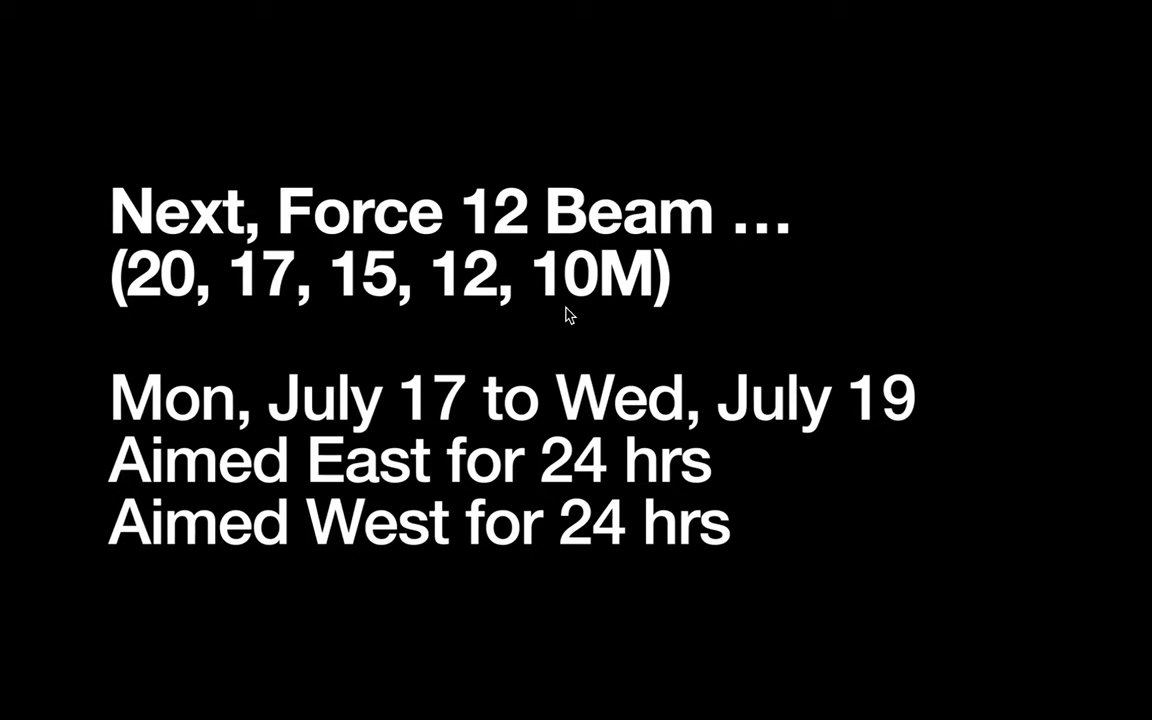 Next, Force 12 Beam …
(20, 17, 15, 12, 10M)
Mon, July 17 to Wed, July 19
Aimed East for 24 hrs
Aimed West for 24 hrs